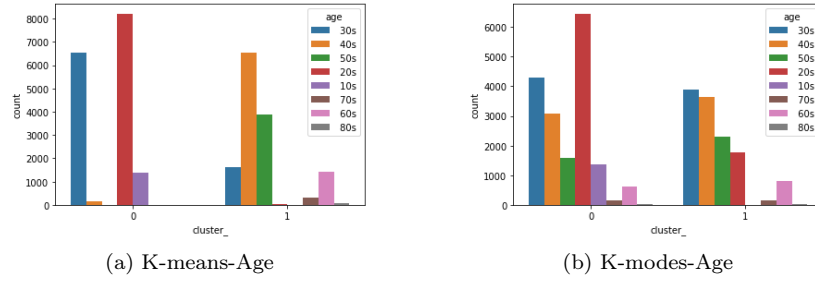 8000
7000
6000
5000
4000
3000
2000
1000
0
count
0
1
cluster_
age
30s
40s
50s
20s
10s
70s
60s
80s
(a) K-means-Age
6000
5000
4000
3000
2000
1000
0
count
0
1
cluster_
age
30s
40s
50s
20s
10s
70s
60s
80s
(b) K-modes-Age